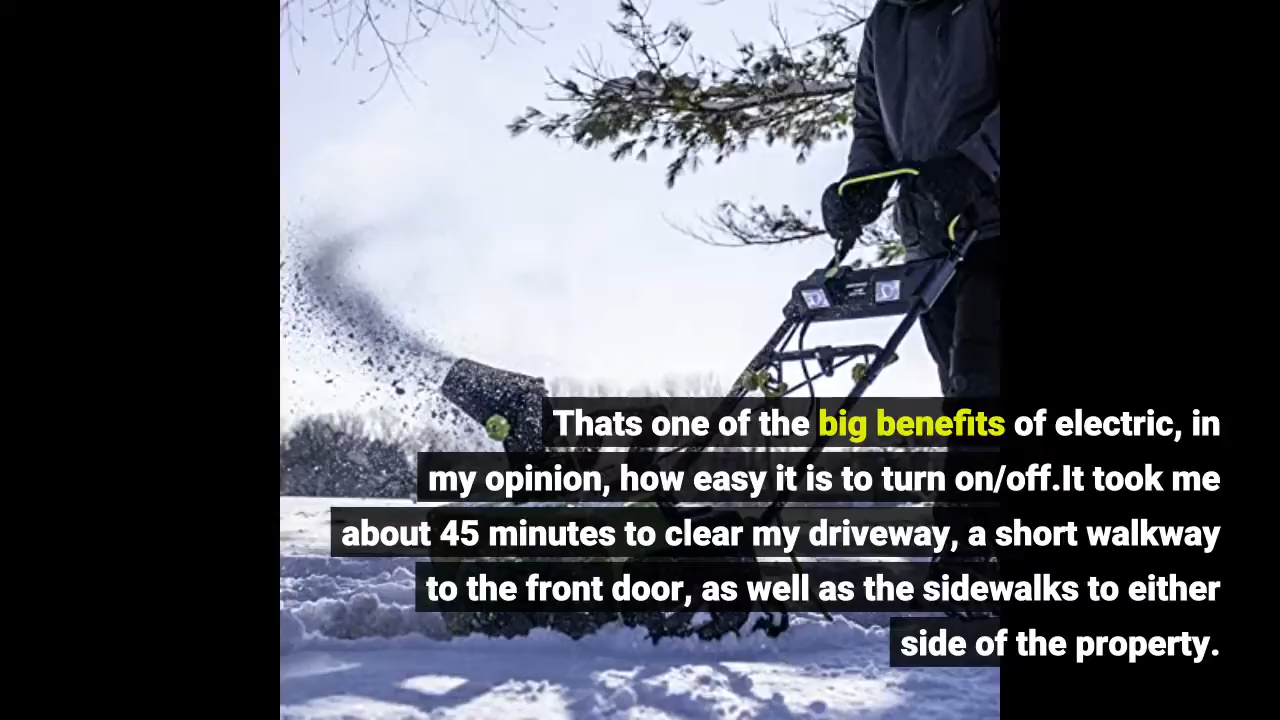 Thats one of the big benefits of electric, in
my opinion, how easy it is to turn on/off.It took me
about 45 minutes to clear my driveway, a short walkway
to the front door, as well as the sidewalks to either
side of the property.